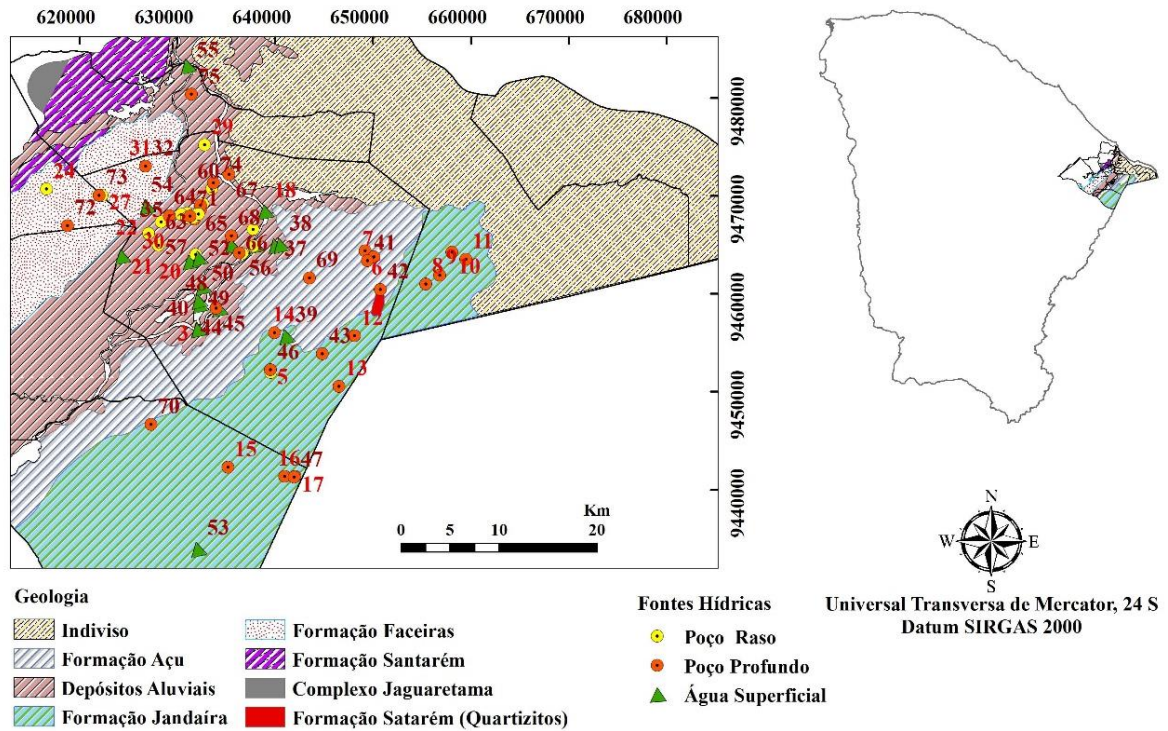 620000 630000 640000 650000 660000 670000 680000
55
75
9480000
29
3132
24
73
54
60
74
27
67
18
9470000
72
35
6471
22
63
65
68
38
30
57
52
66
37
7
41
11
21
20
50
56
69
6
42
9
10
8
48
9460000
40
49
3
44
45
1439
12
43
46
5
13
9450000
70
15
1647
17
9440000
53
Km
0 5 10 20
N
W E
S
Geologia
Indiviso
Formação Açu
Depósitos Aluviais
Formação Jandaíra
Formação Faceiras
Formação Santarém
Complexo Jaguaretama
Formação Satarém (Quartizitos)
Fontes Hídricas
Poço Raso
Poço Profundo
Água Superficial
Universal Transversa de Mercator, 24 S
Datum SIRGAS 2000